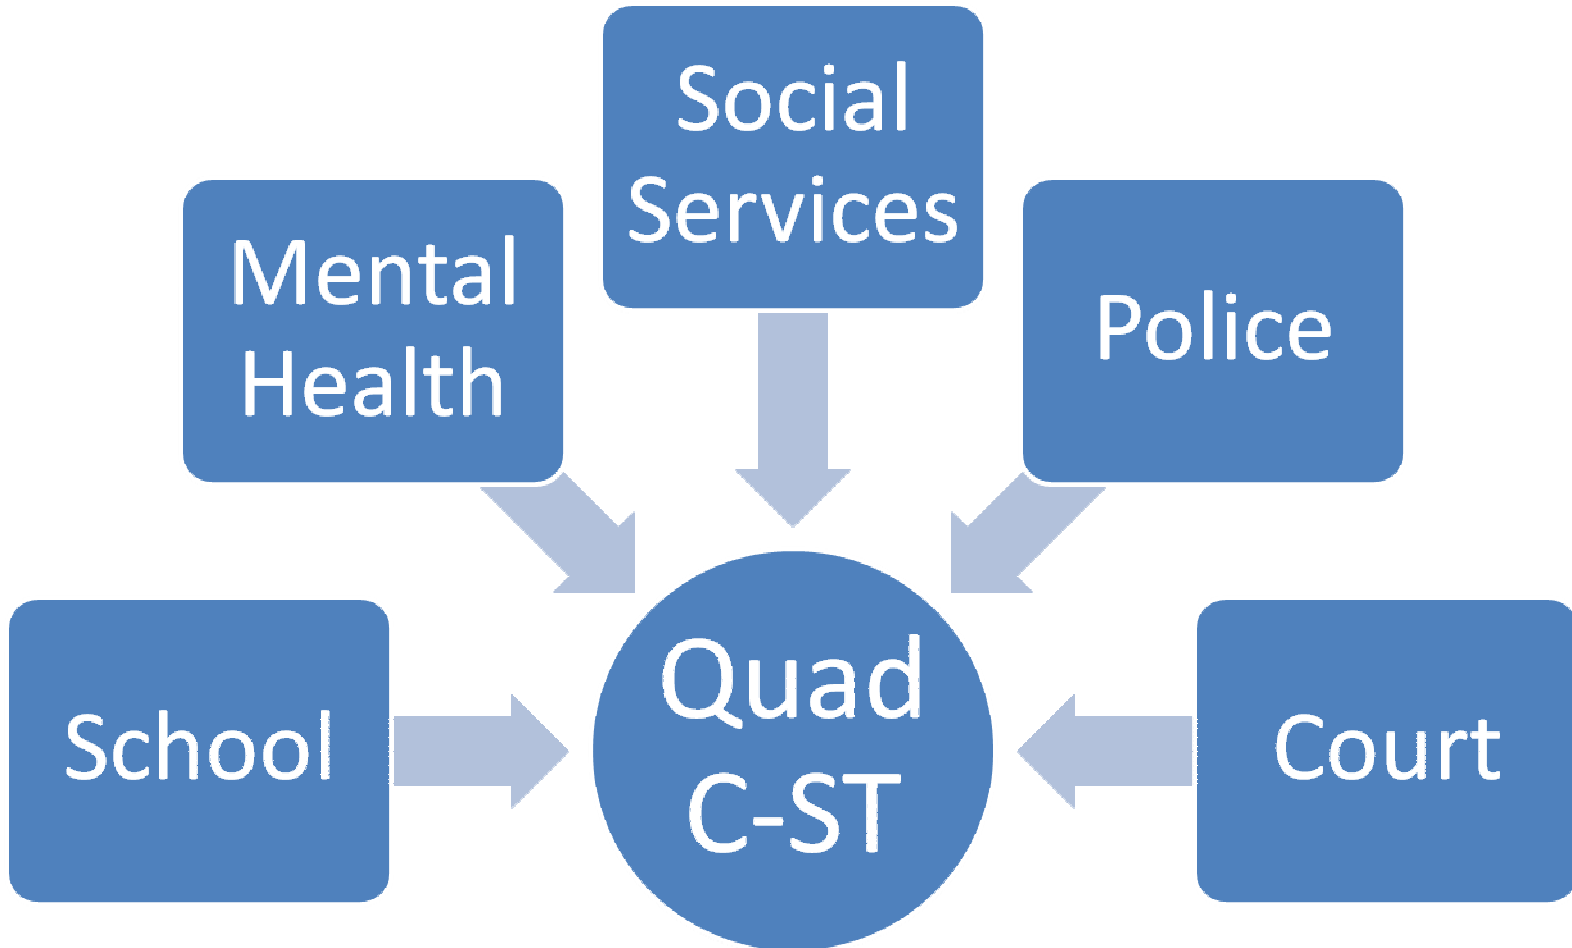 Social
Services
Mental
Health
Police
School
Quad
C-ST
Court